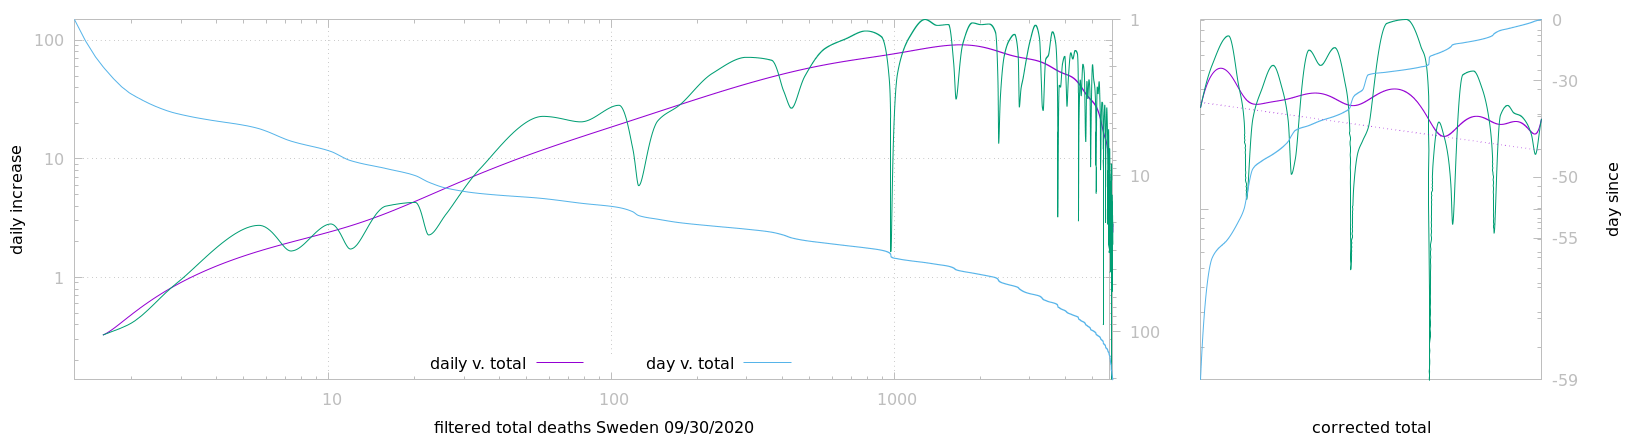 100
10
1
daily increase
10
100
1000
1
10
100
daily v. total
day v. total
filtered total deaths Sweden 09/30/2020
0
-30
-50
-55
-59
day since
corrected total